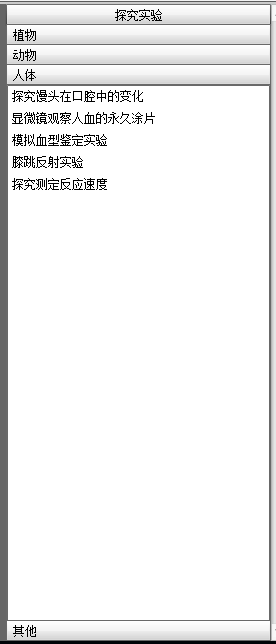 探究实验
植物
动物
人体
探究馒头在口腔中的变化
显微镜观察人血的永久涂片
模拟血型鉴定实验
膝跳反射实验
探究测定反应速度
其他